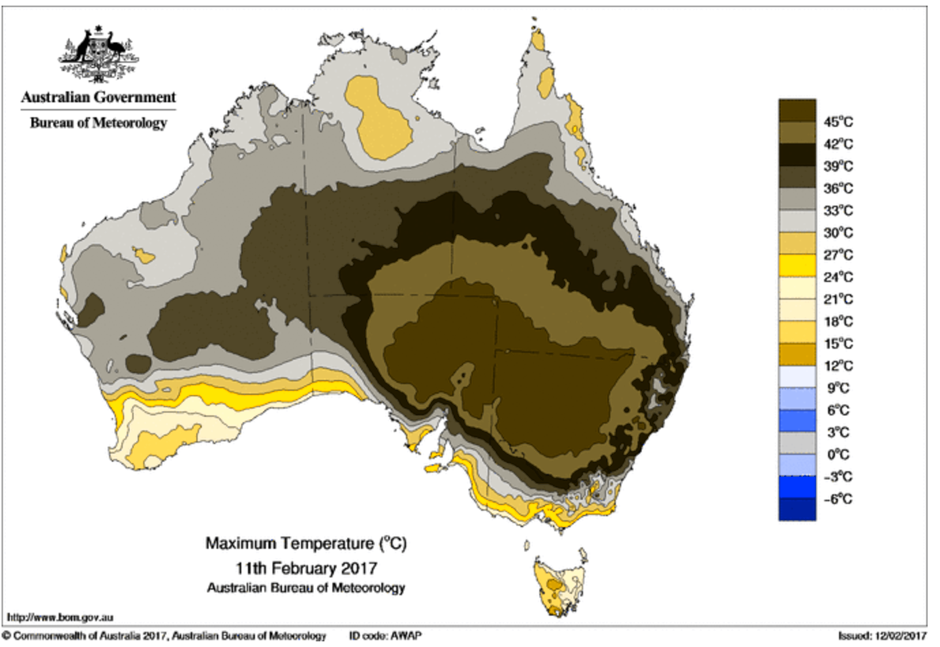 Australian Government
Bureau of Meteorology
45°C
42°C
39°C
36°C
33°C
30°C
27°C
24°C
21°C
18°C
15°C
12°C
9°C
6°C
3°C
0°C
-3°C
-6°C
Maximum Temperature (°C)
11th February 2017
Australian Bureau of Meteorology
http://www.bom.gov.au
© Commonwealth of Australia 2017, Australian Bureau of Meteorology ID code: AWAP Issued: 12/02/2017